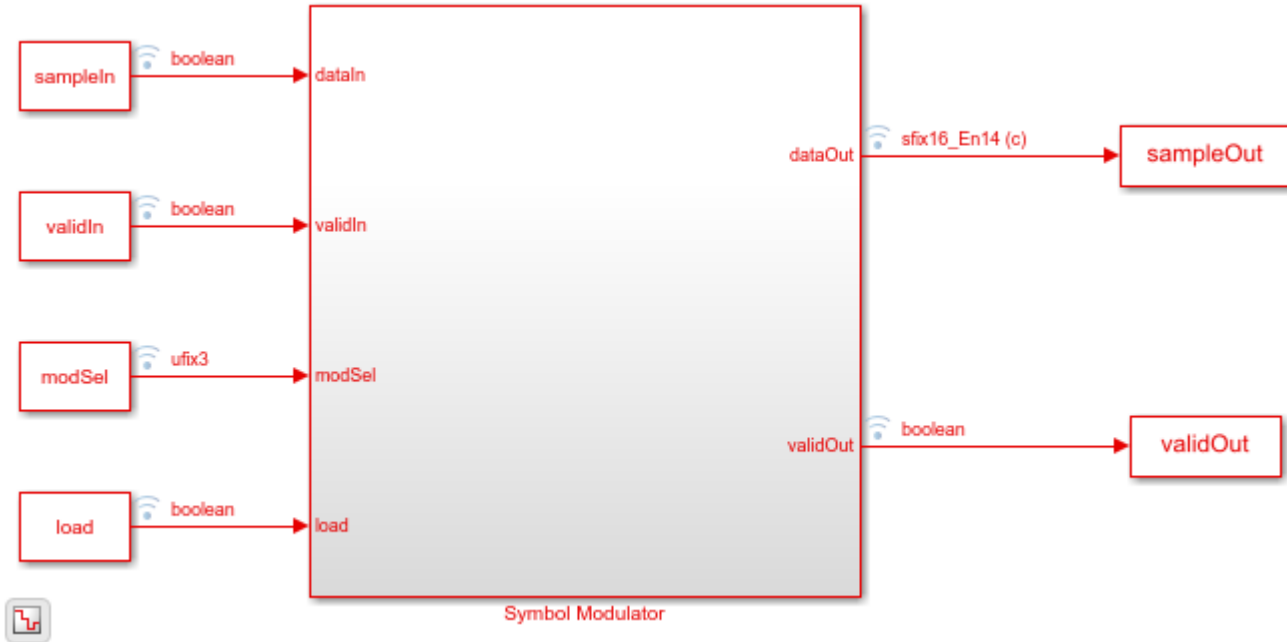 sampleIn
boolean
dataIn
validIn
boolean
validIn
modSel
ufix3
modSel
load
boolean
load
dataOut
sfix16_En14 (c)
sampleOut
validOut
boolean
validOut
Symbol Modulator